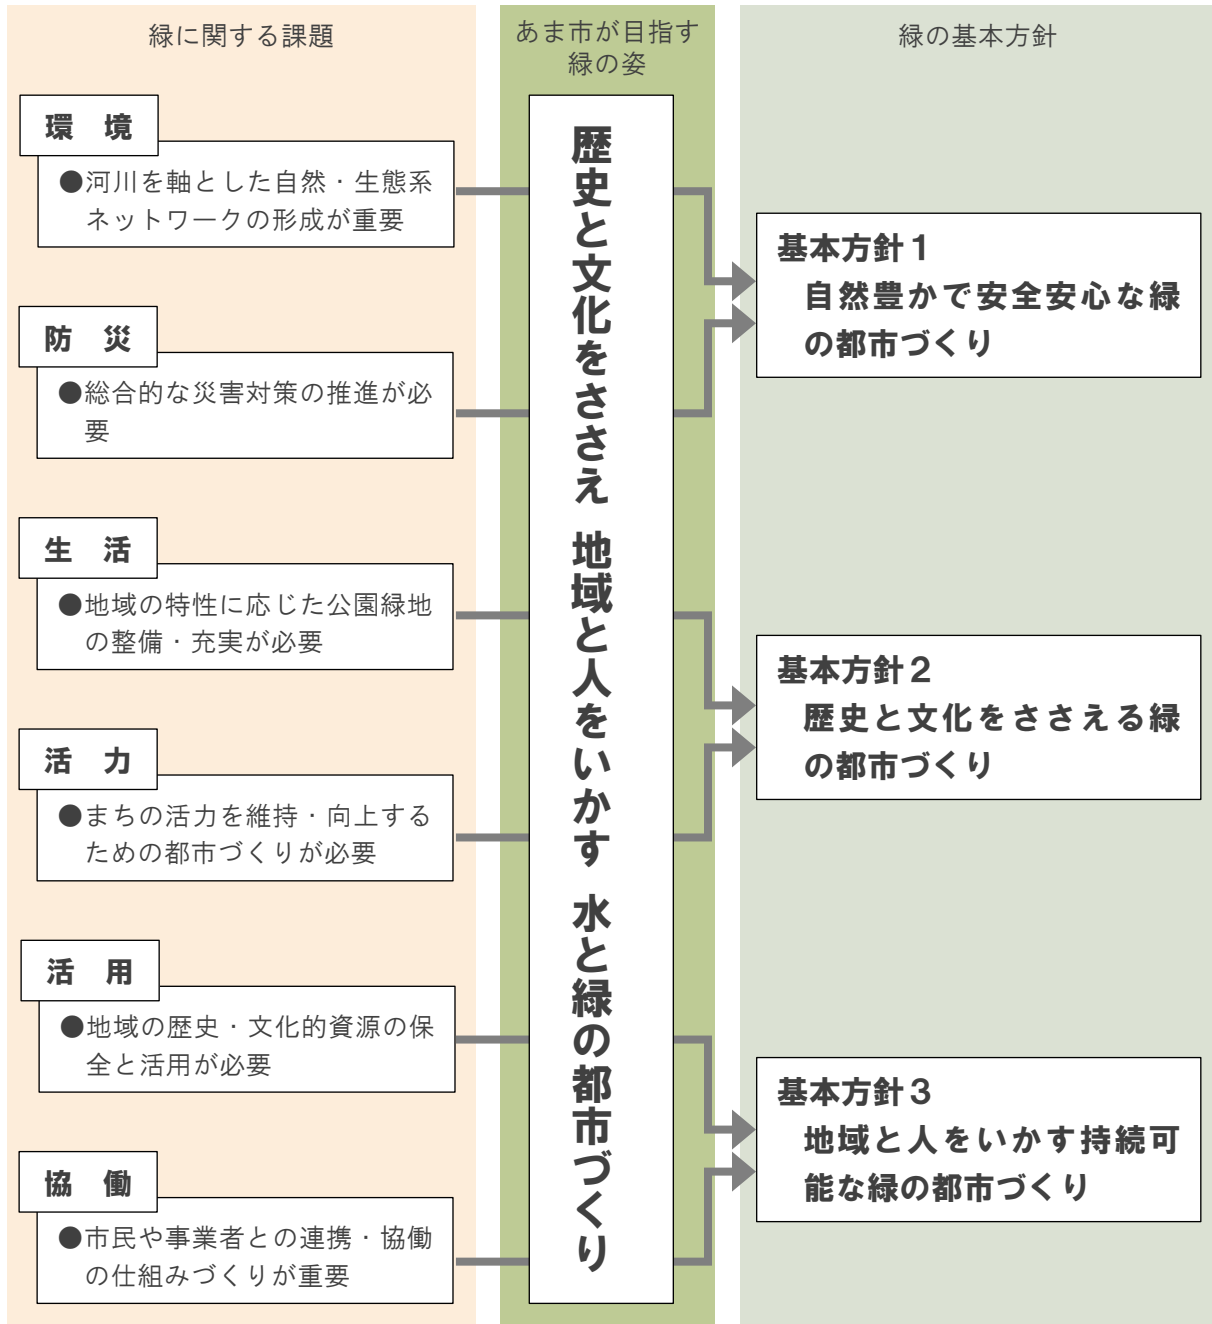 緑に関する課題
環 境
●河川を軸とした自然・生態系
ネットワークの形成が重要
防 災
●総合的な災害対策の推進が必
要
生 活
●地域の特性に応じた公園緑地
の整備・充実が必要
活 力
●まちの活力を維持・向上する
ための都市づくりが必要
活 用
●地域の歴史・文化的資源の保
全と活用が必要
協 働
●市民や事業者との連携・協働
の仕組みづくりが重要
あま市が目指す
緑の姿
歴史と文化をささえ 地域と人をいかす 水と緑の都市づくり
緑の基本方針
基本方針１
自然豊かで安全安心な緑
の都市づくり
基本方針２
歴史と文化をささえる緑
の都市づくり
基本方針３
地域と人をいかす持続可
能な緑の都市づくり